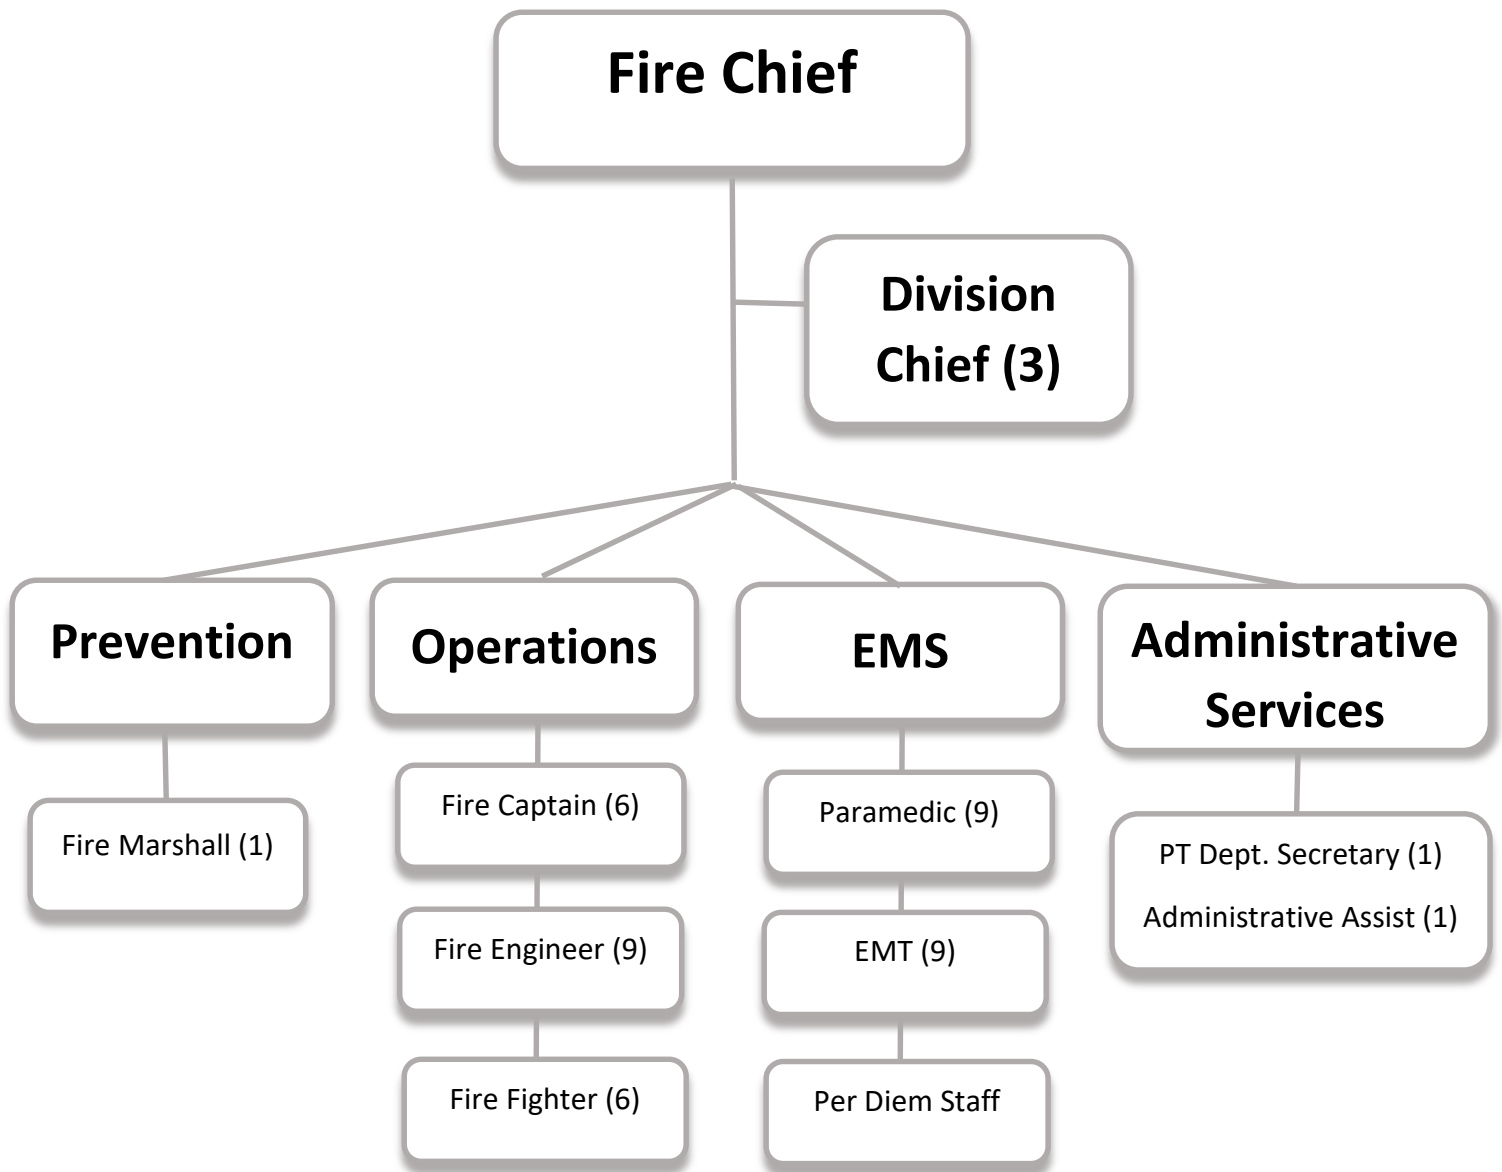 Fire Chief
Division
Chief (3)
Prevention
Operations
EMS
Administrative
Services
Fire Marshall (1)
Fire Captain (6)
Fire Engineer (9)
Fire Fighter (6)
Paramedic (9)
EMT (9)
Per Diem Staff
PT Dept. Secretary (1)
Administrative Assist (1)